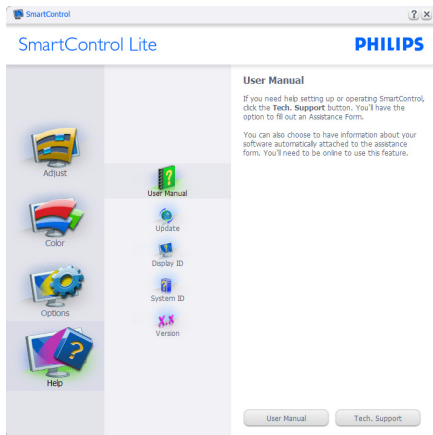 SmartControl
SmartControl Lite
PHILIPS
Adjust
Color
Options
Help
User Manual
Update
Display ID
System ID
X.X
Version
User Manual
If you need help setting up or operating SmartControl,
click the Tech. Support button. You'll have the
option to fill out an Assistance Form.
You can also choose to have information about your
software automatically attached to the assistance
form. You'll need to be online to use this feature.
User Manual
Tech. Support